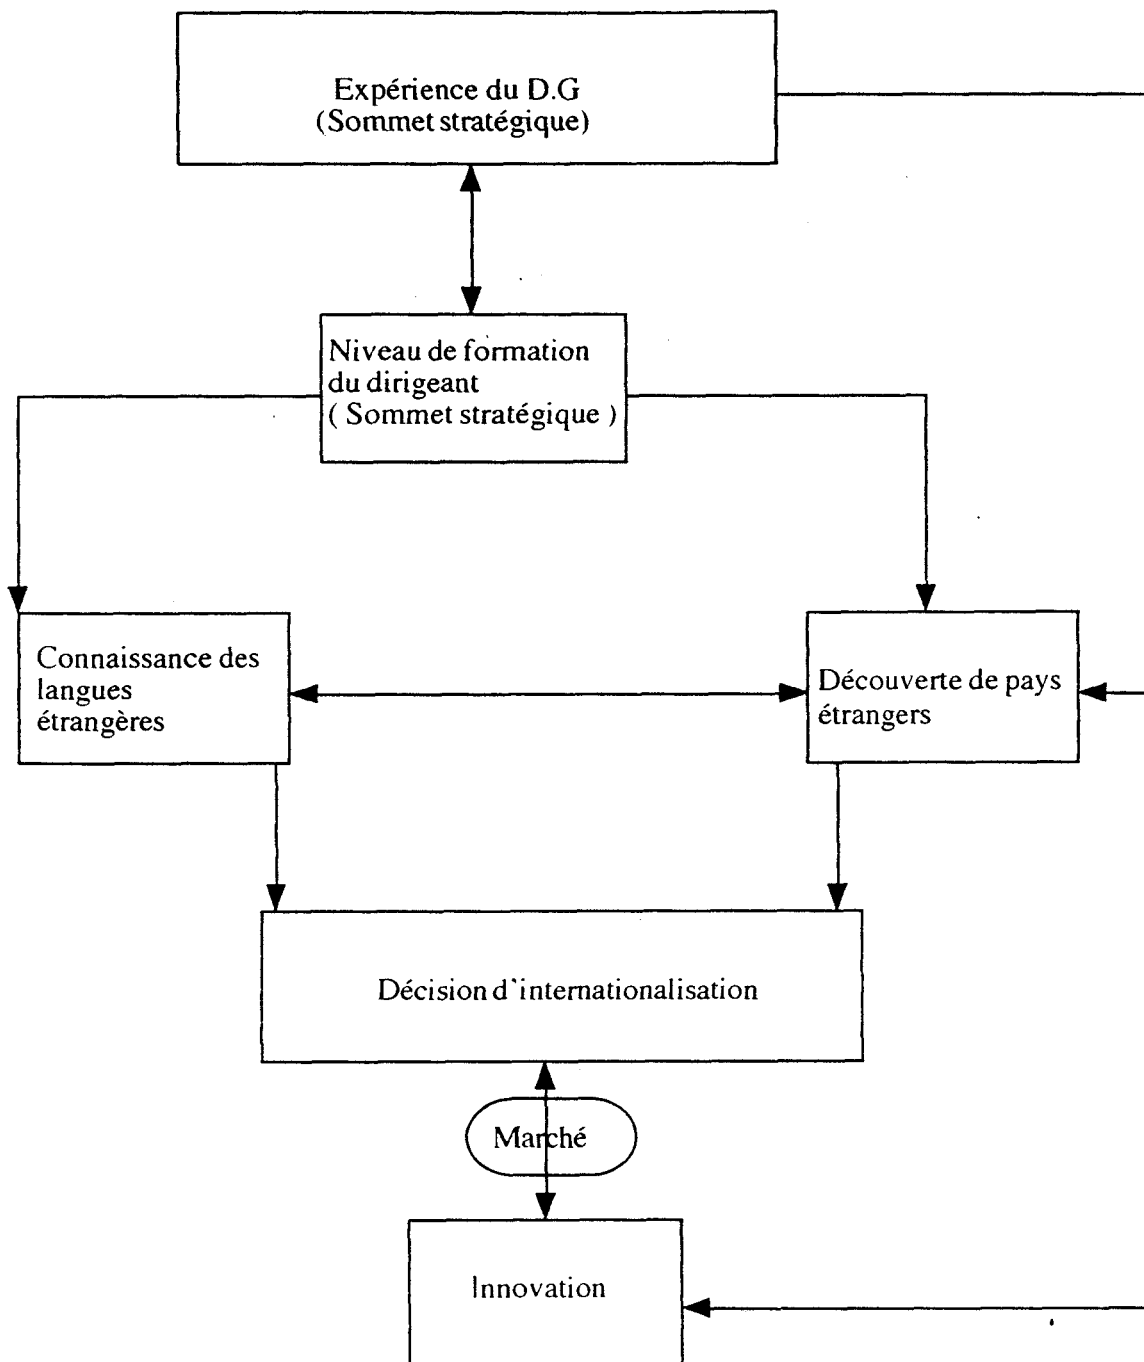 Expérience du D.G
(Sommet stratégique)
Niveau de formation
du dirigeant
( Sommet stratégique )
Connaissance des
langues
étrangères
Découverte de pays
étrangers
Décision d'internationalisation
Marché
Innovation